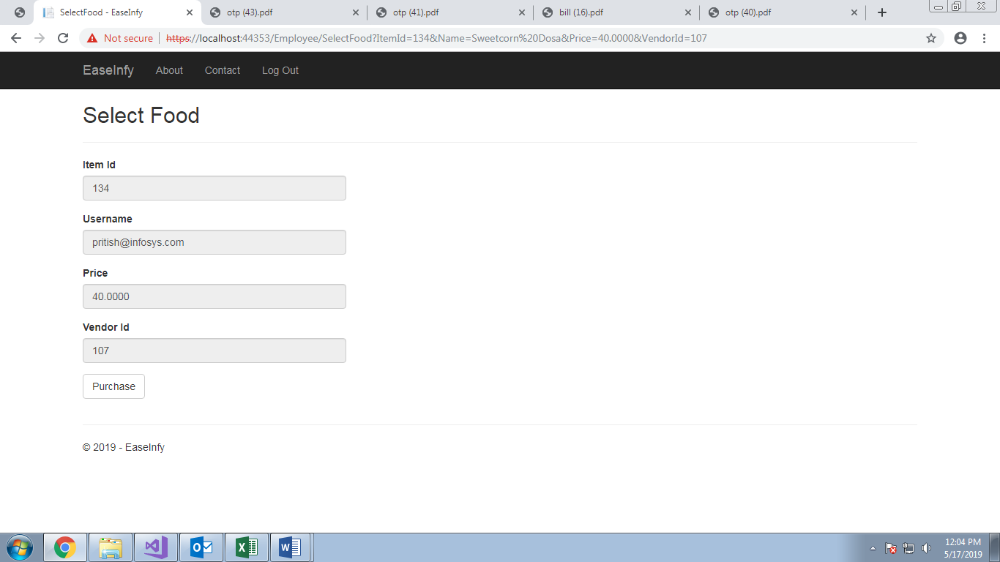 SelectFood - EaseInfy
otp (43).pdf
otp (41).pdf
bill (16).pdf
otp (40).pdf
Not secure
https://localhost:44353/Employee/SelectFood?ItemId=134&Name=Sweetcorn%20Dosa&Price=40.0000&VendorId=107
EaseInfy About Contact Log Out
Select Food
Item Id
134
Username
pritish@infosys.com
Price
40.0000
Vendor Id
107
Purchase
© 2019 - EaseInfy
12:04 PM
5/17/2019